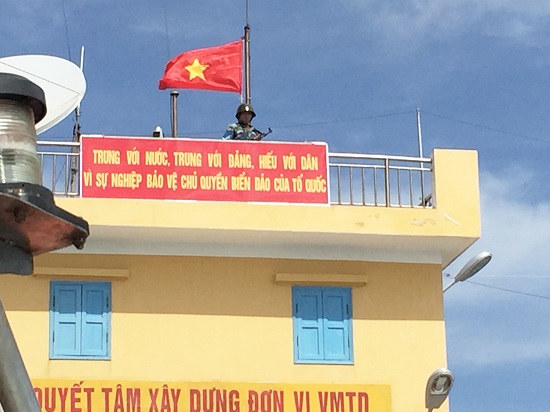 TRUNG VỚI NƯỚC, TRUNG VỚI ĐẢNG, HIẾU VỚI DÂN
VÌ SỰ NGHIỆP BẢO VỆ CHỦ QUYỀN BIỂN ĐẢO CỦA TỔ QUỐC
QUYẾT TÂM XÂY DỰNG ĐƠN VỊ VMTD